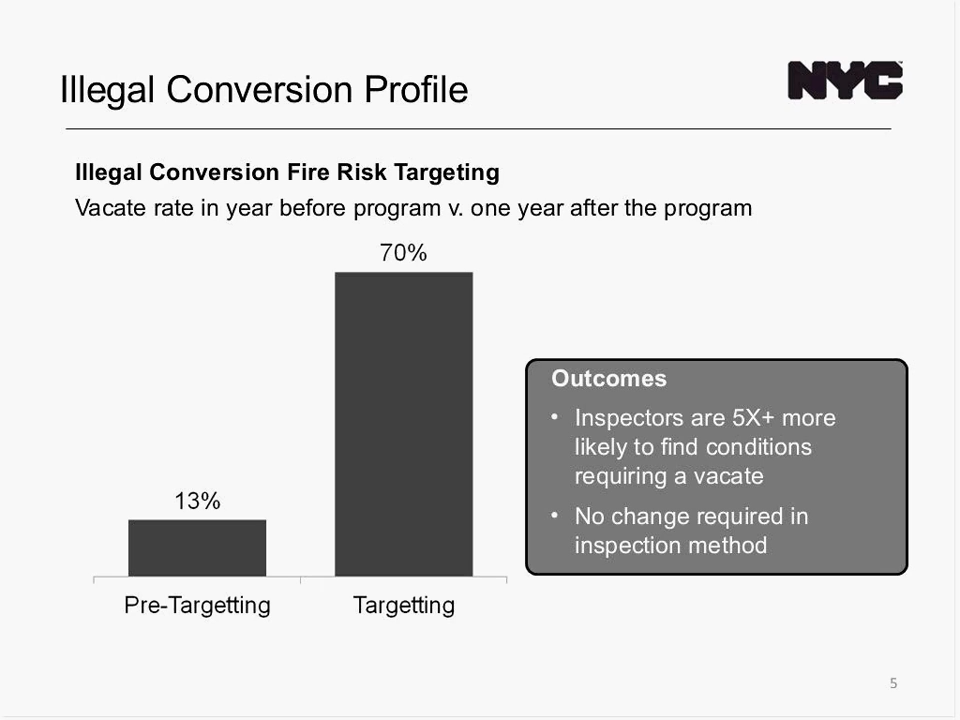 Illegal Conversion Profile
NYC
Illegal Conversion Fire Risk Targeting
Vacate rate in year before program v. one year after the program
70%
13%
Pre-Targetting
Targetting
Outcomes
• Inspectors are 5X+ more
likely to find conditions
requiring a vacate
• No change required in
inspection method
5